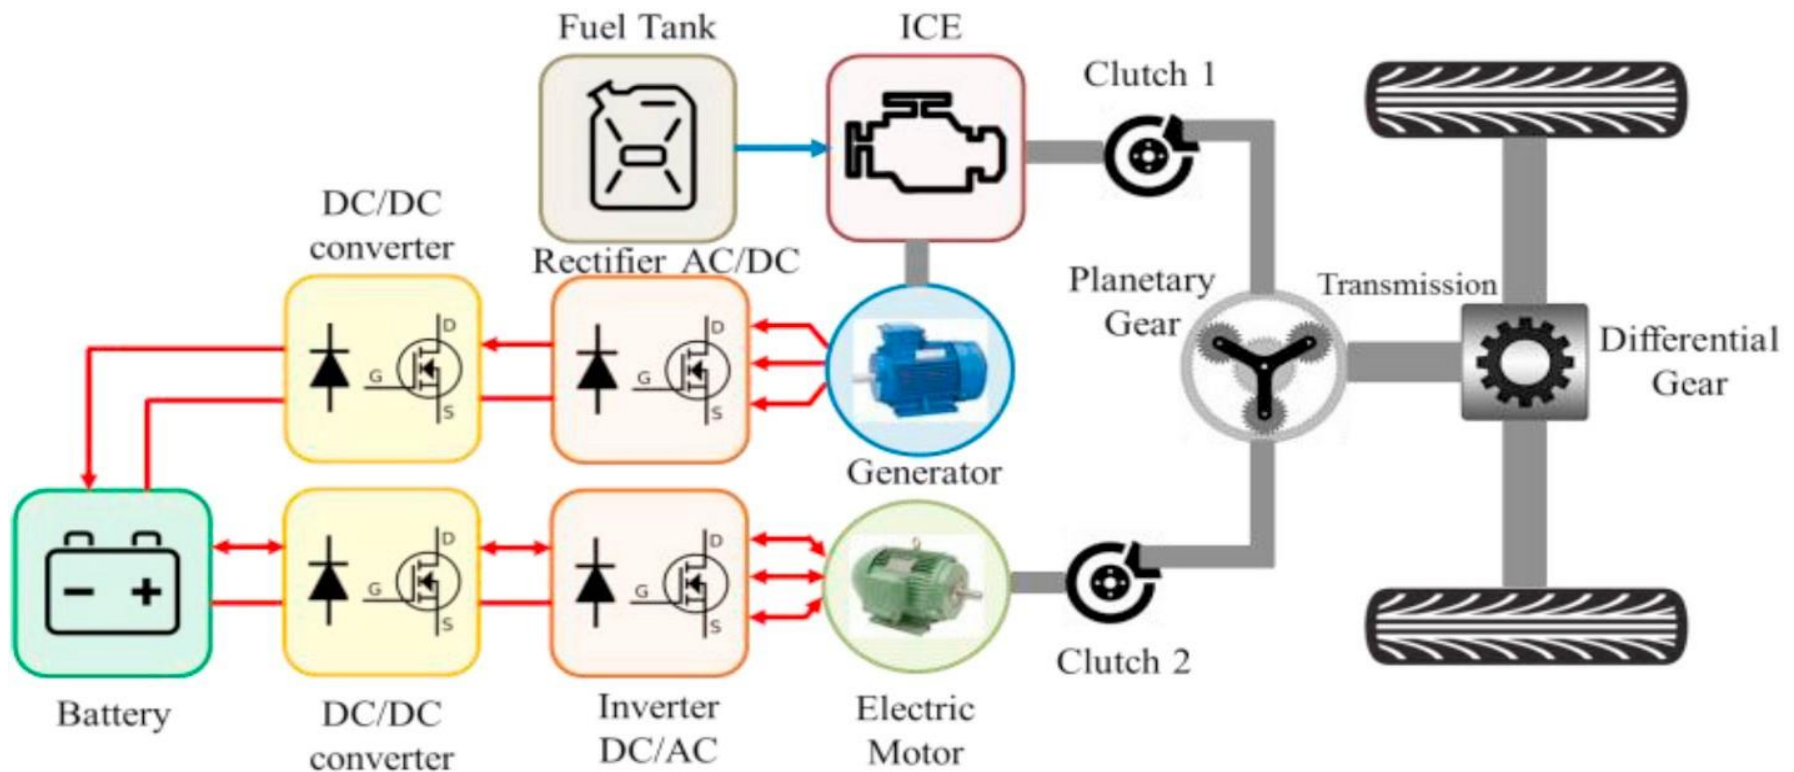 Fuel Tank
ICE
Clutch 1
DC/DC
converter
Rectifier AC/DC
Planetary
Gear
Transmission
Differential
Gear
D
G
S
D
G
S
Generator
D
G
S
D
G
S
Clutch 2
Battery
DC/DC
converter
Inverter
DC/AC
Electric
Motor